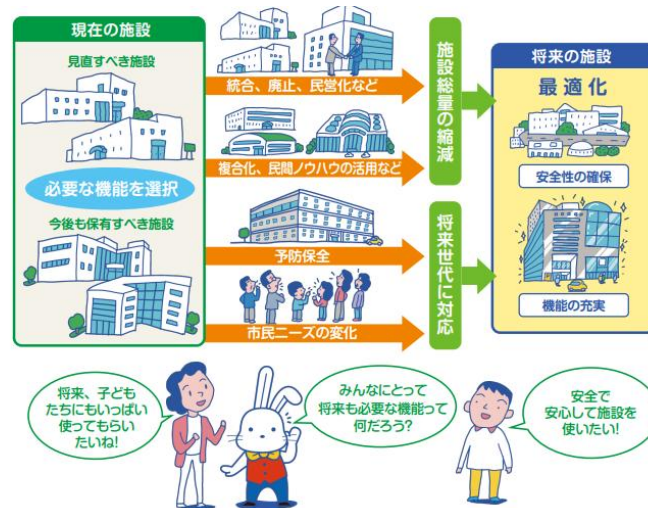 現在の施設
見直すべき施設
必要な機能を選択
今後も保有すべき施設
統合、廃止、民営化など
複合化、民間ノウハウの活用など
予防保全
市民ニーズの変化
施設総量の縮減
将来世代に対応
将来の施設
最適化
安全性の確保
機能の充実
将来、子ども
たちにもいっぱい
使ってもらい
たいね!
みんなにとって
将来も必要な機能って
何だろう?
安全で
安心して施設を
使いたい!